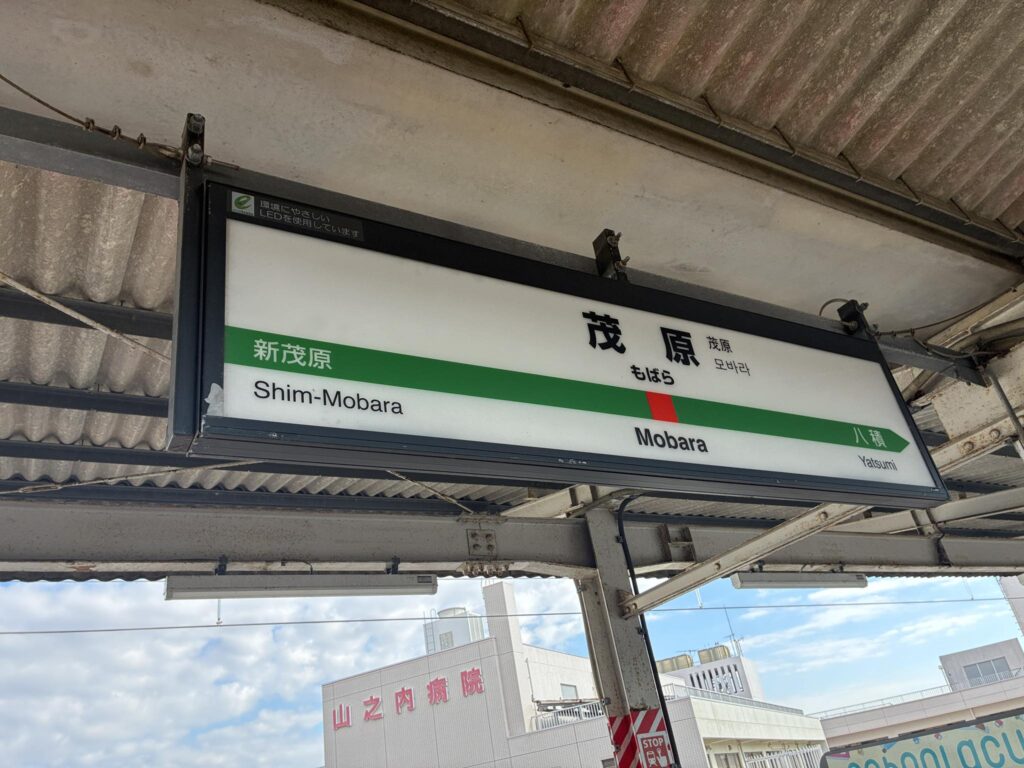 環境にやさしい
LEDを使用しています
茂原
茂原
모바라
もばら
新茂原
Shim-Mobara
Mobara
八積
Yatsumi
山之内病院
STOP